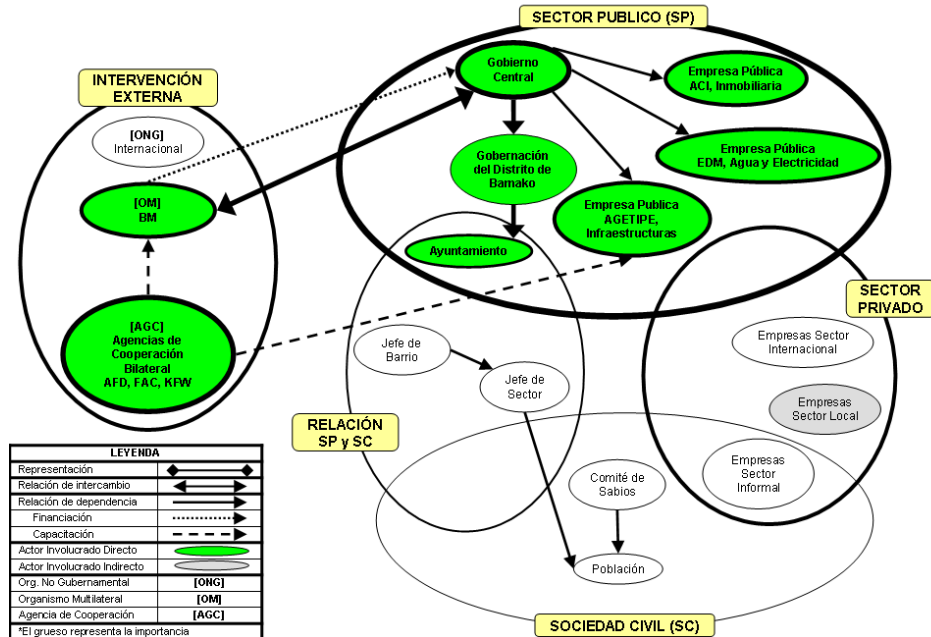 SECTOR PUBLICO (SP)
Gobierno
Central
Empresa Pública
ACI, Inmobiliaria
INTERVENCIÓN
EXTERNA
[ONG]
Internacional
Gobernación
del Distrito de
Bamako
Empresa Pública
EDM, Agua y Electricidad
[OM]
BM
Empresa Publica
AGETIPE,
Infraestructuras
Ayuntamiento
SECTOR
PRIVADO
[AGC]
Agencias de
Cooperación
Bilateral
AFD, FAC, KFW
Jefe de
Barrio
Empresas Sector
Internacional
Jefe de
Sector
Empresas
Sector Local
RELACIÓN
SP y SC
Comité de
Sabios
Empresas
Sector
Informal
Población
SOCIEDAD CIVIL (SC)
LEYENDA
Representación
Relación de intercambio
Relación de dependencia
Financiación
Capacitación
Actor Involucrado Directo
Actor Involucrado Indirecto
Org. No Gubernamental [ONG]
Organismo Multilateral [OM]
Agencia de Cooperación [AGC]
*El grueso representa la importancia